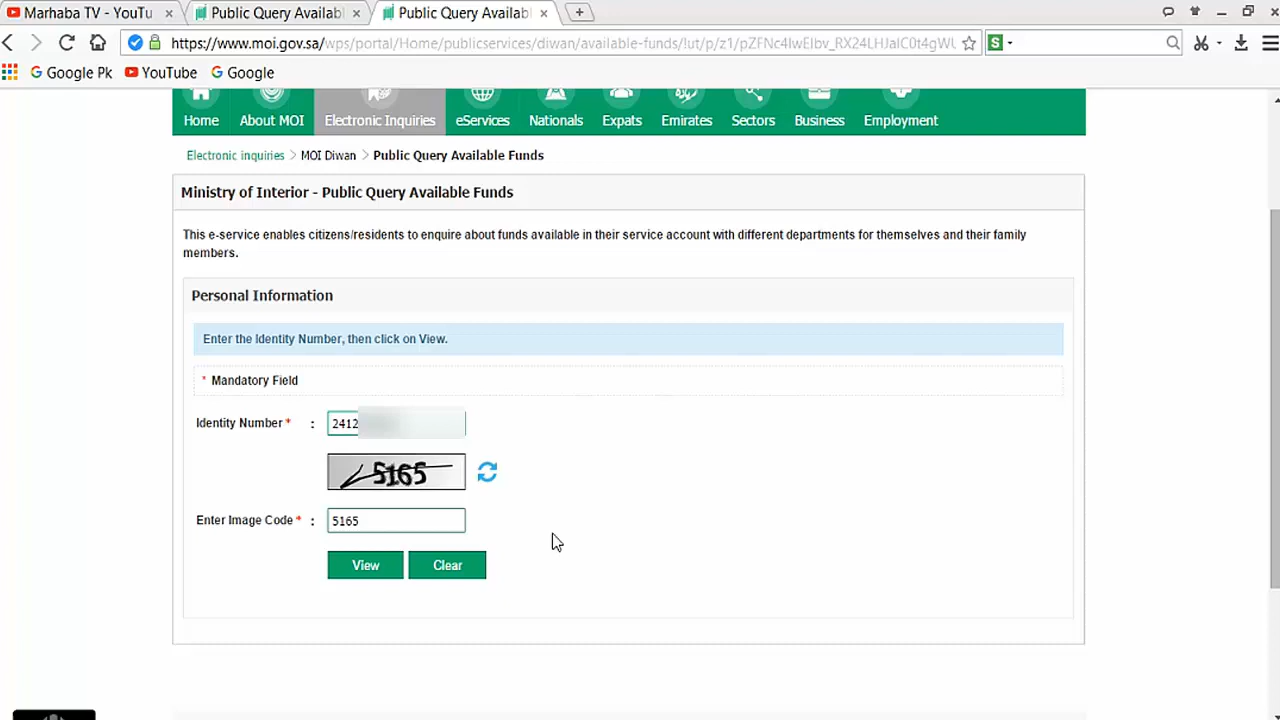 Marhaba TV - YouTu
Public Query Availabl
Public Query Availabl
https://www.moi.gov.sa/wps/portal/Home/publicservices/diwan/available-funds/!ut/p/z1/
S
Google Pk
YouTube
Google
Home
About MOI
Electronic Inquiries
eServices
Nationals
Expats
Emirates
Sectors
Business
Employment
Electronic inquiries > MOI Diwan > Public Query Available Funds
Ministry of Interior - Public Query Available Funds
This e-service enables citizens/residents to enquire about funds available in their service account with different departments for themselves and their family
members.
Personal Information
Enter the Identity Number, then click on View.
* Mandatory Field
Identity Number * : 2412
5165
Enter Image Code * : 5165
View
Clear